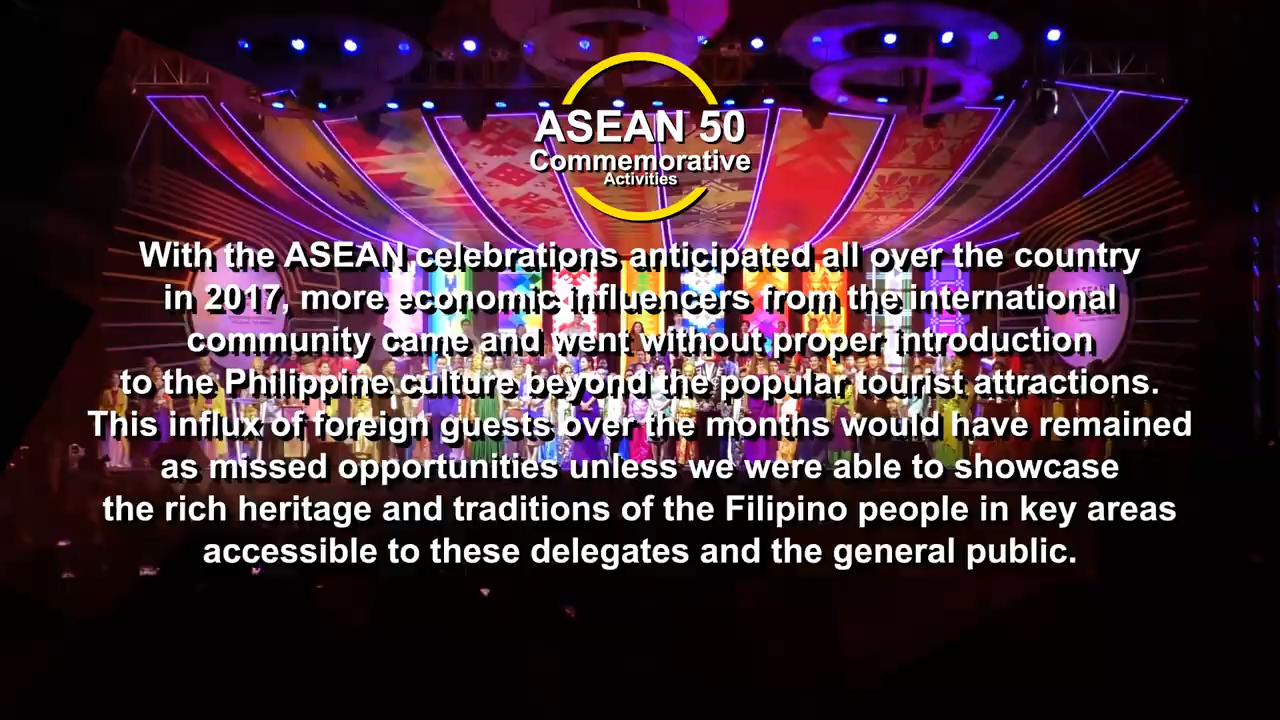 ASEAN 50
Commemorative
Activities
With the ASEAN celebrations anticipated all over the country
in 2017, more economic influencers from the international
community came and went without proper introduction
to the Philippine culture beyond the popular tourist attractions.
This influx of foreign guests over the months would have remained
as missed opportunities unless we were able to showcase
the rich heritage and traditions of the Filipino people in key areas
accessible to these delegates and the general public.